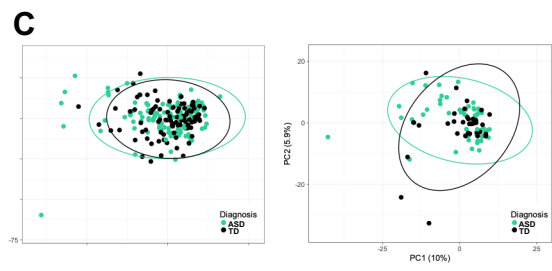 C
-75
Diagnosis
ASD
TD
20
0
-20
PC2 (5.9%)
Diagnosis
ASD
TD
-25
0
25
PC1 (10%)